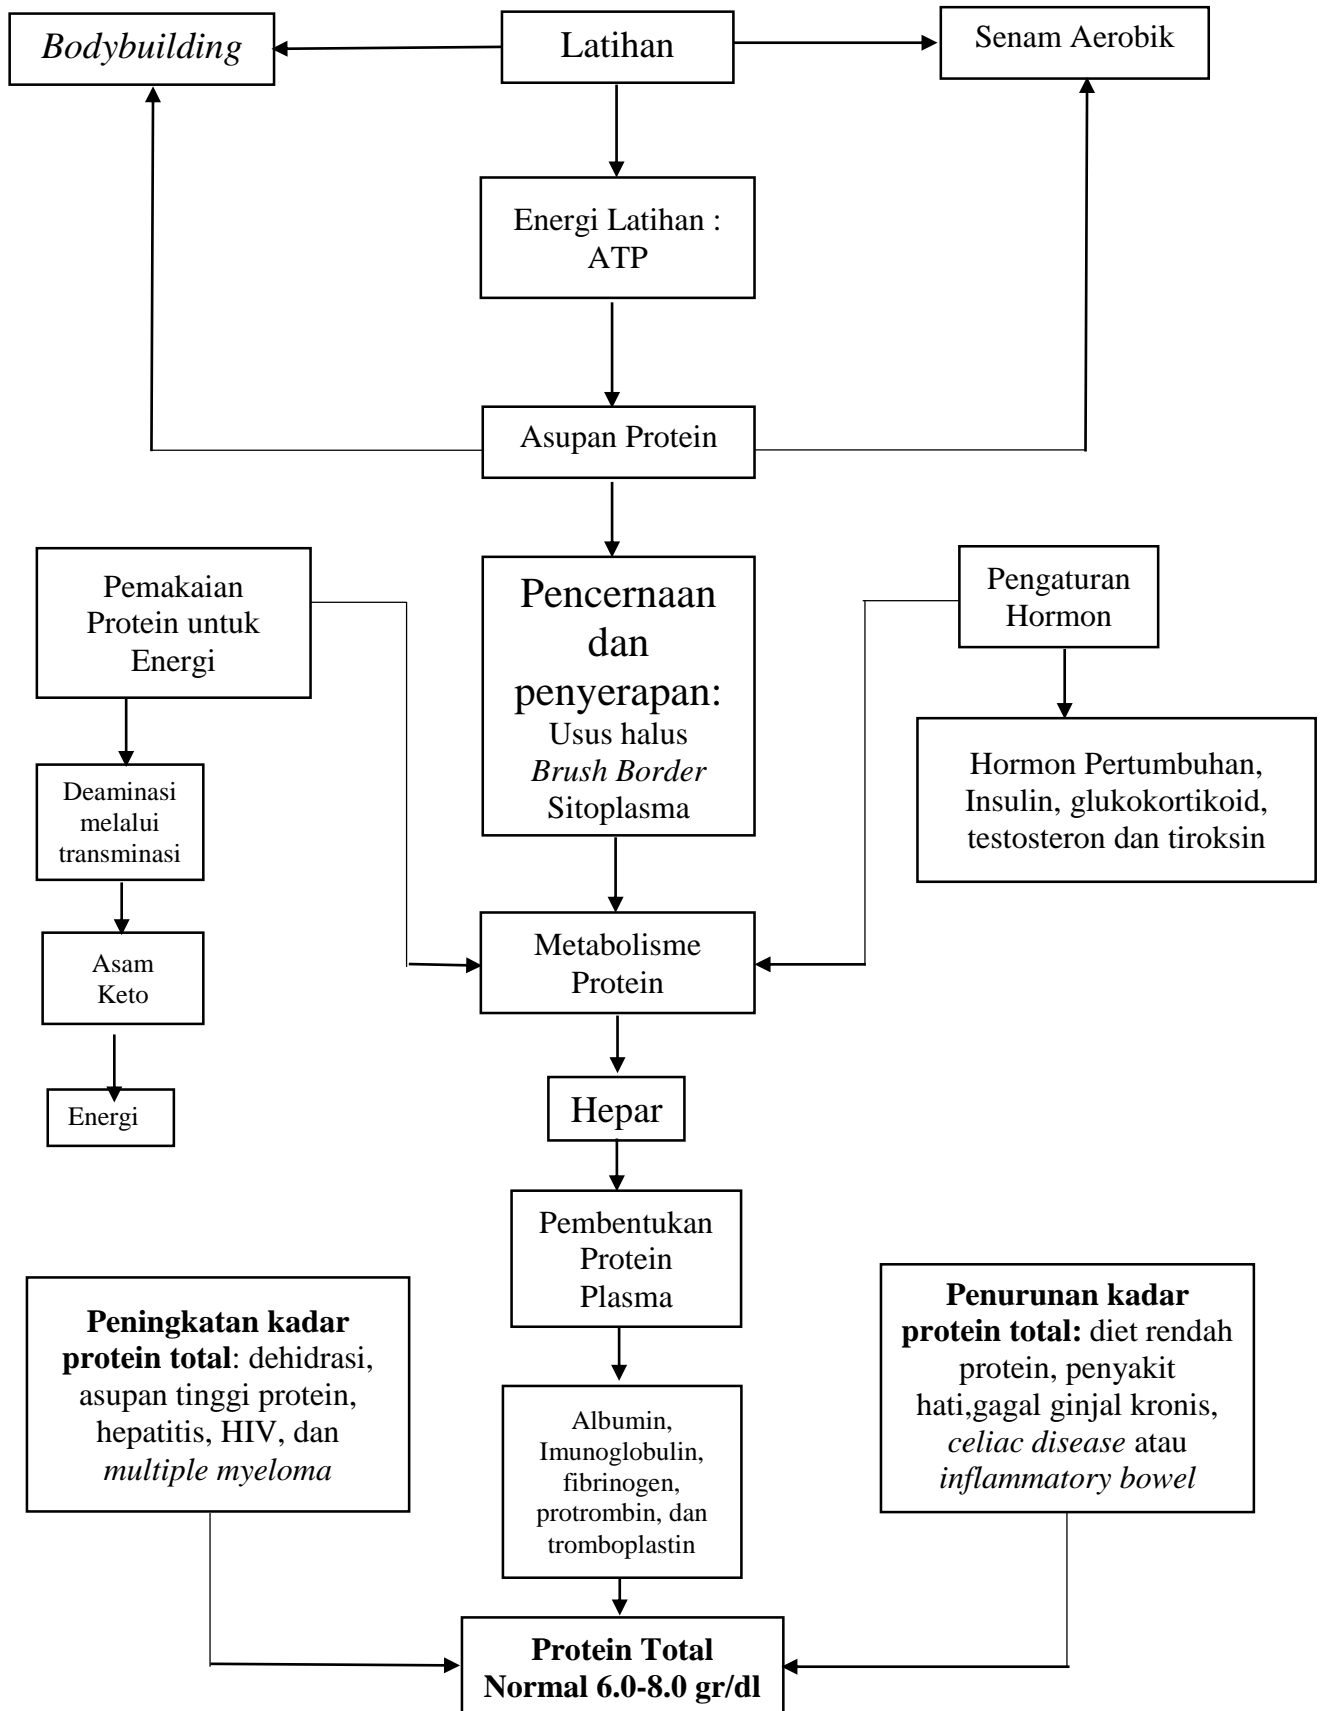 Bodybuilding
Latihan
Senam Aerobik
Energi Latihan :
ATP
Asupan Protein
Pemakaian
Protein untuk
Energi
Pencernaan
dan
penyerapan:
Usus halus
Brush Border
Sitoplasma
Pengaturan
Hormon
Hormon Pertumbuhan,
Insulin, glukokortikoid,
testosteron dan tiroksin
Deaminasi
melalui
transminasi
Asam
Keto
Energi
Metabolisme
Protein
Hepar
Pembentukan
Protein
Plasma
Peningkatan kadar
protein total: dehidrasi,
asupan tinggi protein,
hepatitis, HIV, dan
multiple myeloma
Albumin,
Imunoglobulin,
fibrinogen,
protrombin, dan
tromboplastin
Penurunan kadar
protein total: diet rendah
protein, penyakit
hati,gagal ginjal kronis,
celiac disease atau
inflammatory bowel
Protein Total
Normal 6.0-8.0 gr/dl